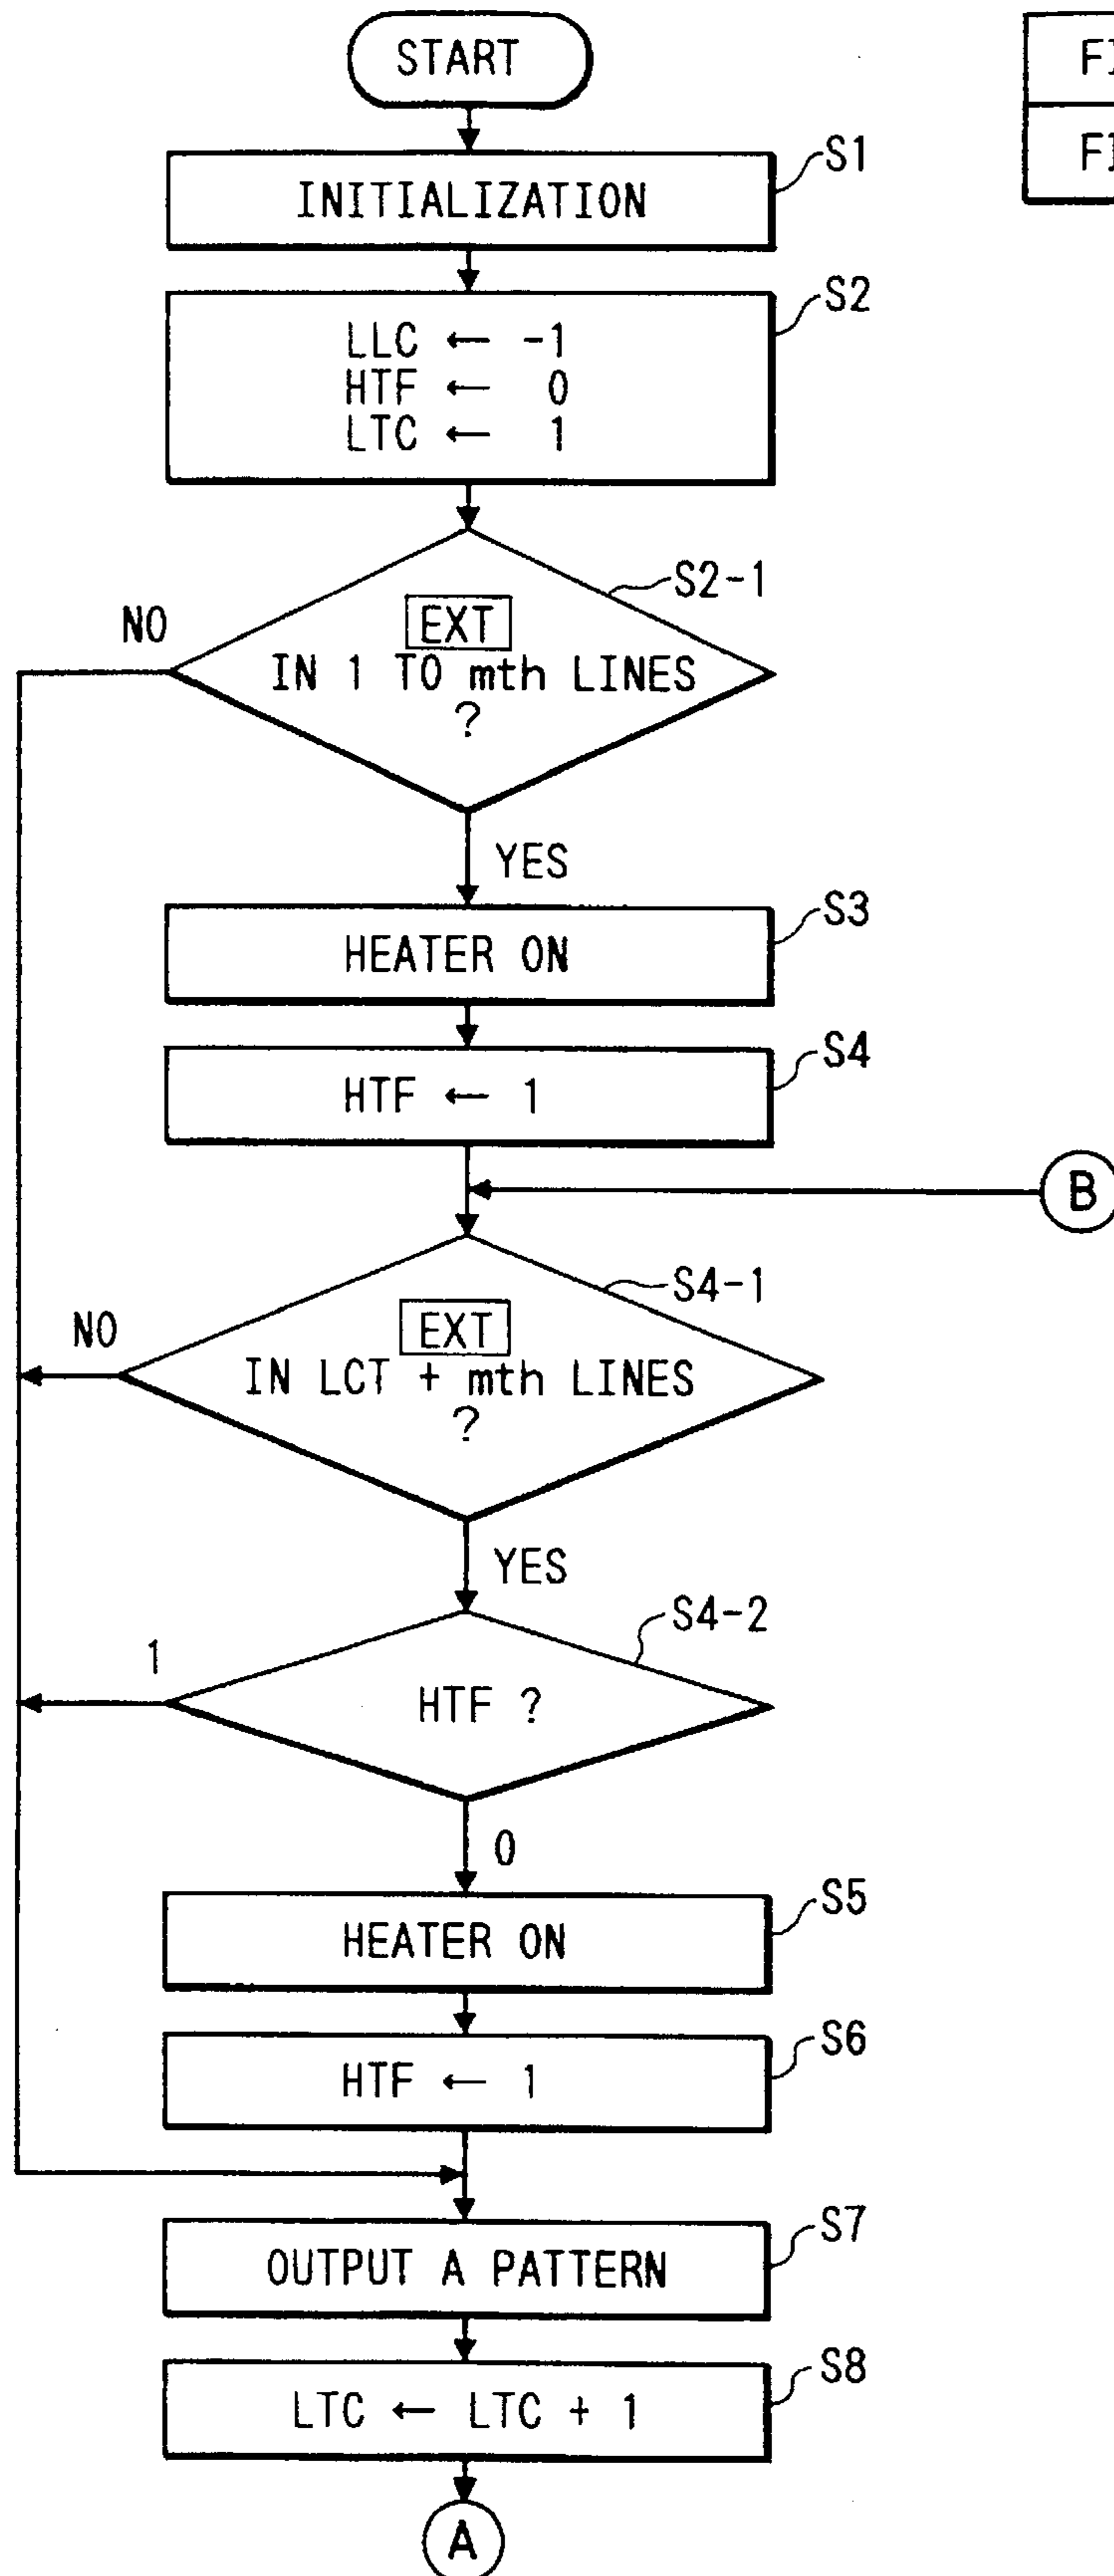 START
S1
INITIALIZATION
S2
LLC ← -1
HTF ← 0
LTC ← 1
S2-1
NO
EXT
IN 1 TO mth LINES
?
YES
S3
HEATER ON
S4
HTF ← 1
B
S4-1
NO
EXT
IN LCT + mth LINES
?
YES
S4-2
1
HTF ?
0
S5
HEATER ON
S6
HTF ← 1
S7
OUTPUT A PATTERN
S8
LTC ← LTC + 1
A